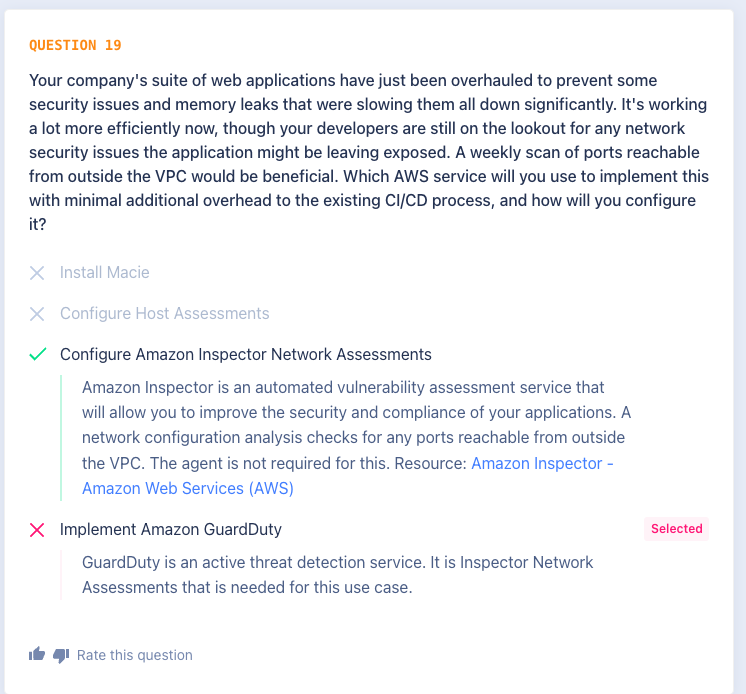 QUESTION 19
Your company's suite of web applications have just been overhauled to prevent some
security issues and memory leaks that were slowing them all down significantly. It's working
a lot more efficiently now, though your developers are still on the lookout for any network
security issues the application might be leaving exposed. A weekly scan of ports reachable
from outside the VPC would be beneficial. Which AWS service will you use to implement this
with minimal additional overhead to the existing CI/CD process, and how will you configure
it?
Install Macie
Configure Host Assessments
Configure Amazon Inspector Network Assessments
Amazon Inspector is an automated vulnerability assessment service that
will allow you to improve the security and compliance of your applications. A
network configuration analysis checks for any ports reachable from outside
the VPC. The agent is not required for this. Resource: Amazon Inspector -
Amazon Web Services (AWS)
Implement Amazon GuardDuty
Selected
GuardDuty is an active threat detection service. It is Inspector Network
Assessments that is needed for this use case.
Rate this question